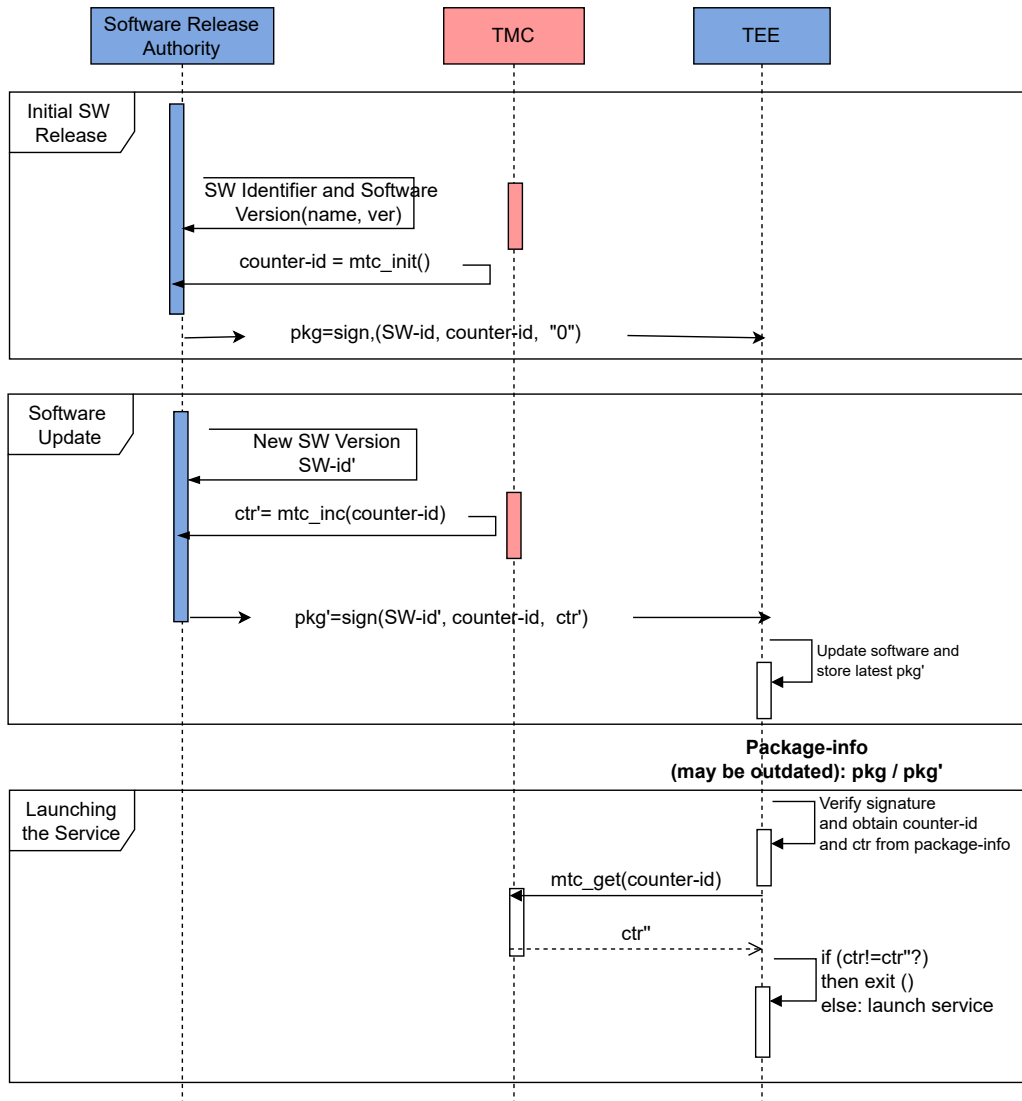 Software Release
Authority
TMC
TEE
Initial SW
Release
SW Identifier and Software
Version(name, ver)
counter-id = mtc_init()
pkg=sign,(SW-id, counter-id, "0")
Software
Update
New SW Version
SW-id'
ctr'= mtc_inc(counter-id)
pkg'=sign(SW-id', counter-id, ctr')
Update software and
store latest pkg'
Package-info
(may be outdated): pkg / pkg'
Launching
the Service
Verify signature
and obtain counter-id
and ctr from package-info
mtc_get(counter-id)
ctr"
if (ctr!=ctr"?)
then exit ()
else: launch service